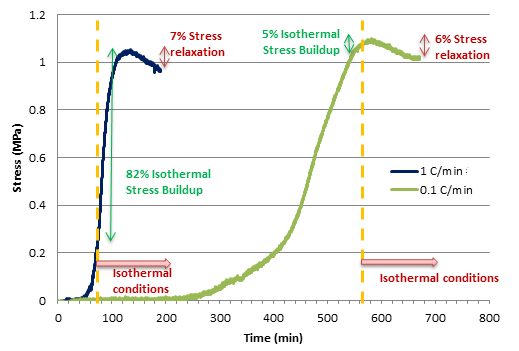 1.2
1
0.8
0.6
0.4
0.2
0
Stress (MPa)
7% Stress
relaxation
5% Isothermal
Stress Buildup
6% Stress
relaxation
82% Isothermal
Stress Buildup
1 C/min
0.1 C/min
Isothermal
conditions
Isothermal conditions
0 100 200 300 400 500 600 700 800
Time (min)